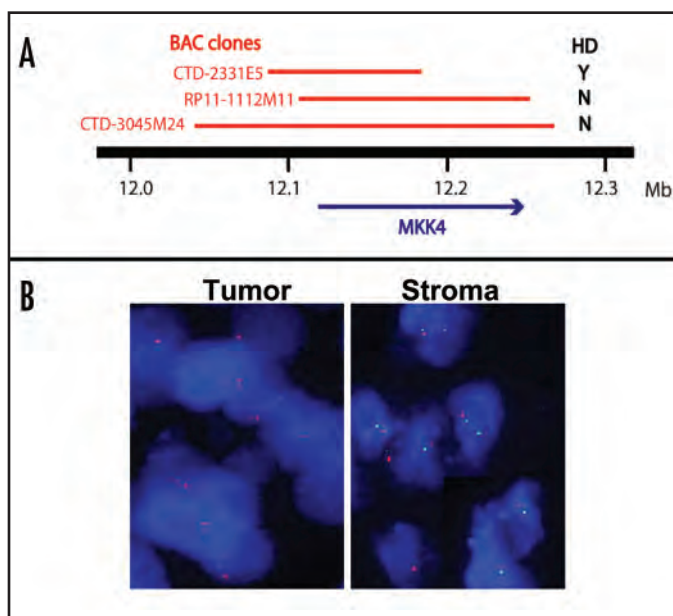 A
BAC clones HD
CTD-2331E5 Y
RP11-1112M11 N
CTD-3045M24 N
12.0 12.1 12.2 12.3 Mb
MKK4
B
Tumor Stroma